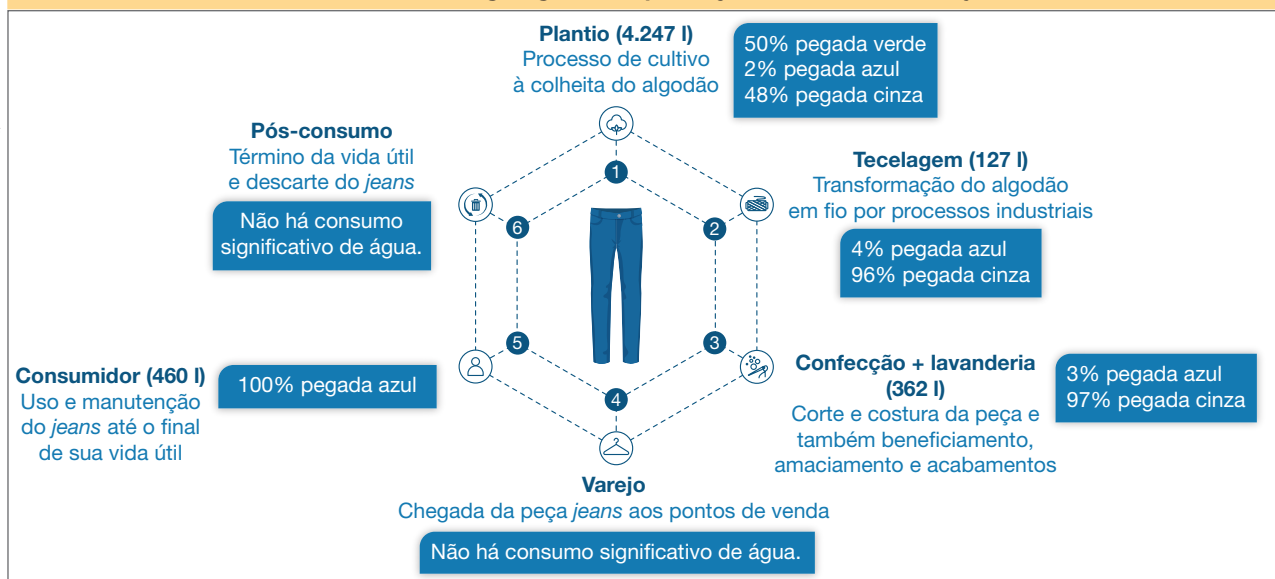 Plantio (4.247 l)
Processo de cultivo
à colheita do algodão
50% pegada verde
2% pegada azul
48% pegada cinza
1
Tecelagem (127 l)
Transformação do algodão
em fio por processos industriais
4% pegada azul
96% pegada cinza
2
Confecção + lavanderia
(362 l)
Corte e costura da peça e
também beneficiamento,
amaciamento e acabamentos
3% pegada azul
97% pegada cinza
3
Varejo
Chegada da peça jeans aos pontos de venda
Não há consumo significativo de água.
4
Consumidor (460 l)
Uso e manutenção
do jeans até o final
de sua vida útil
100% pegada azul
5
Pós-consumo
Término da vida útil
e descarte do jeans
Não há consumo
significativo de água.
6